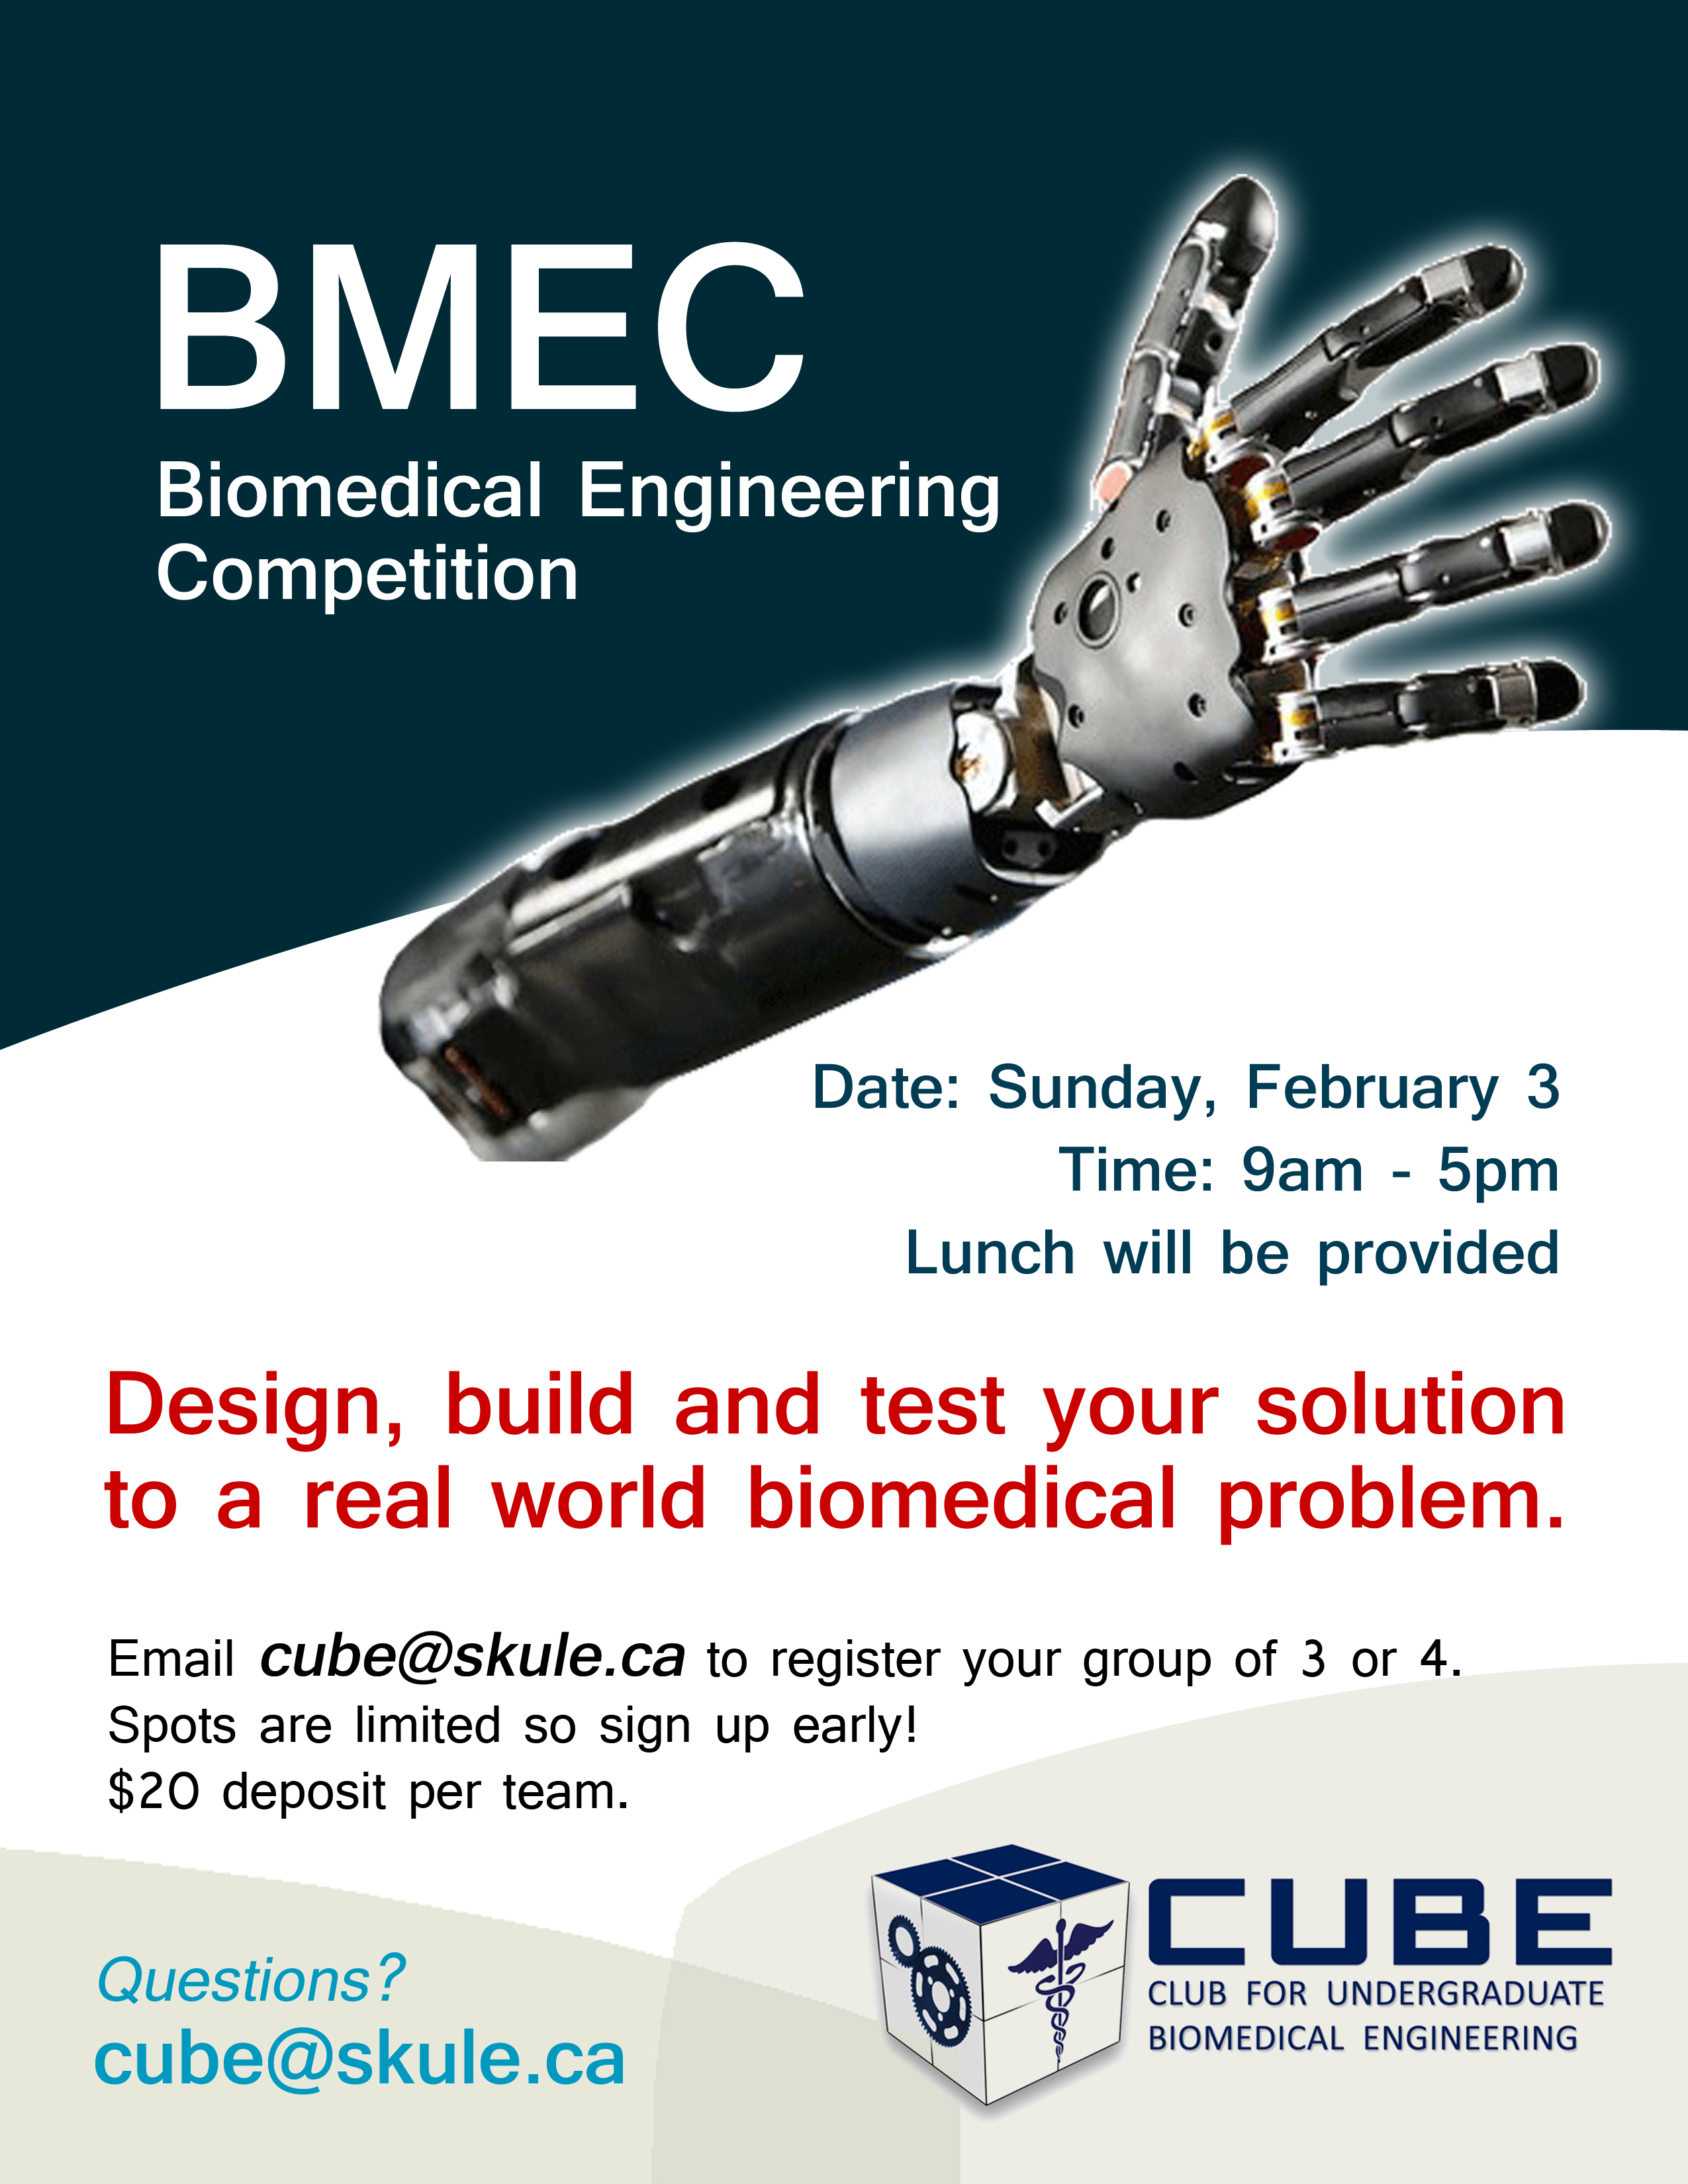 BMEC
Biomedical Engineering
Competition
Date: Sunday, February 3
Time: 9am - 5pm
Lunch will be provided
Design, build and test your solution
to a real world biomedical problem.
Email cube@skule.ca to register your group of 3 or 4.
Spots are limited so sign up early!
$20 deposit per team.
Questions?
cube@skule.ca
CUBE
CLUB FOR UNDERGRADUATE
BIOMEDICAL ENGINEERING